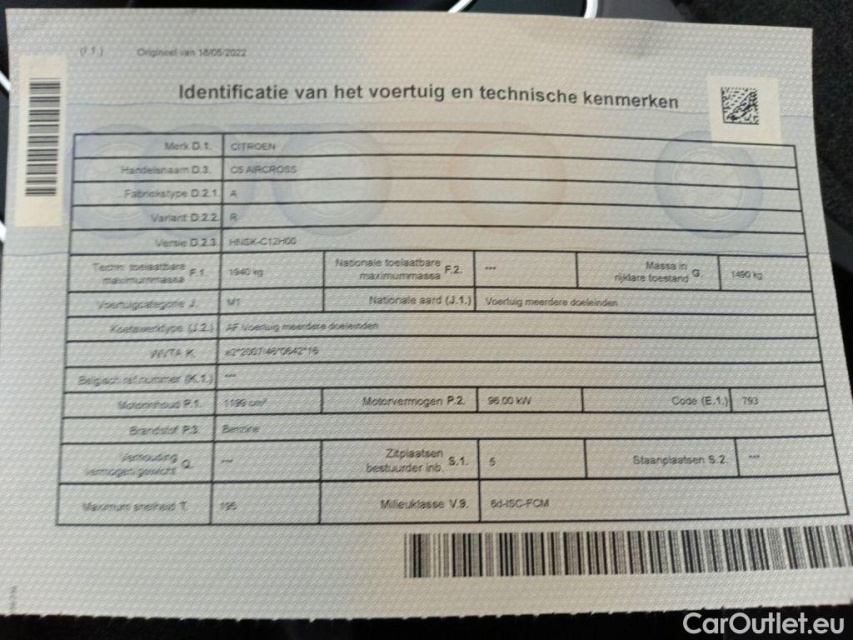 (I.1) Origineel van 18/05/2022
Identificatie van het voertuig en technische kenmerken
Merk D.1. CITROEN
Handelsnaam D.3. C5 AIRCROSS
Fabriekstype D.2.1. A
Variant D.2.2. R
Versie D.2.3. HNSK-C12H00
Techn. toelaatbare maximummassa F.1. 1940 kg Nationale toelaatbare maximummassa F.2. --- Massa in rijklare toestand G. 1490 kg
Voertuigcategorie J. M1 Nationale aard (J.1.) Voertuig meerdere doeleinden
Koetswerktype (J.2.) AF Voertuig meerdere doeleinden
WVTA K. e2*2007/46*0642*16
Belgisch ref.nummer (K.1.) ---
Motorinhoud P.1. 1199 cm³ Motorvermogen P.2. 96,00 kW Code (E.1.) 793
Brandstof P.3. Benzine
Verhouding vermogen/gewicht Q. --- Zitplaatsen bestuurder inb. S.1. 5 Staanplaatsen S.2. ---
Maximum snelheid T. 195 Milieuklasse V.9. 6d-ISC-FCM
CarOutlet.eu